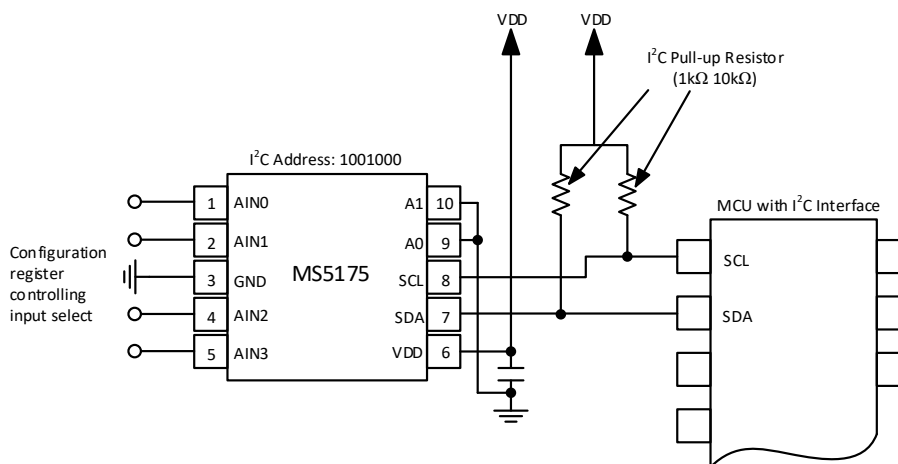 VDD
VDD
I²C Pull-up Resistor
(1kΩ 10kΩ)
I²C Address: 1001000
MCU with I²C Interface
Configuration
register
controlling
input select
1 AIN0
2 AIN1
3 GND
4 AIN2
5 AIN3
MS5175
A1 10
A0 9
SCL 8
SDA 7
VDD 6
SCL
SDA